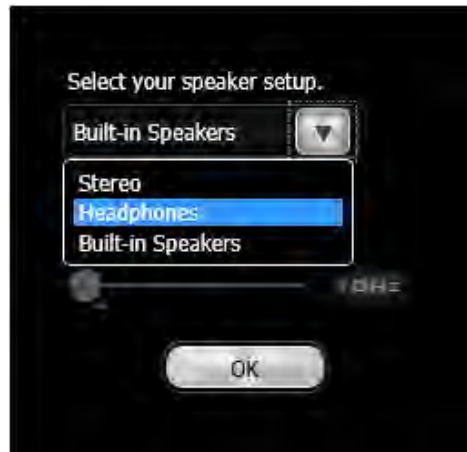 Select your speaker setup.
Built-in Speakers
Stereo
Headphones
Built-in Speakers
OK